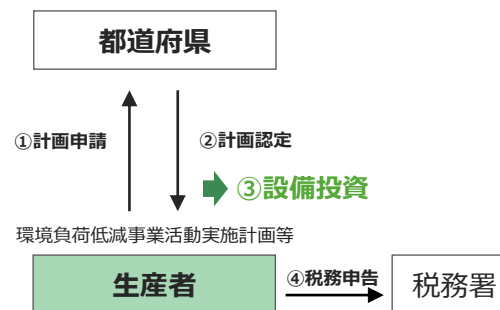 都道府県
①計画申請
②計画認定
③設備投資
環境負荷低減事業活動実施計画等
生産者
④税務申告
税務署